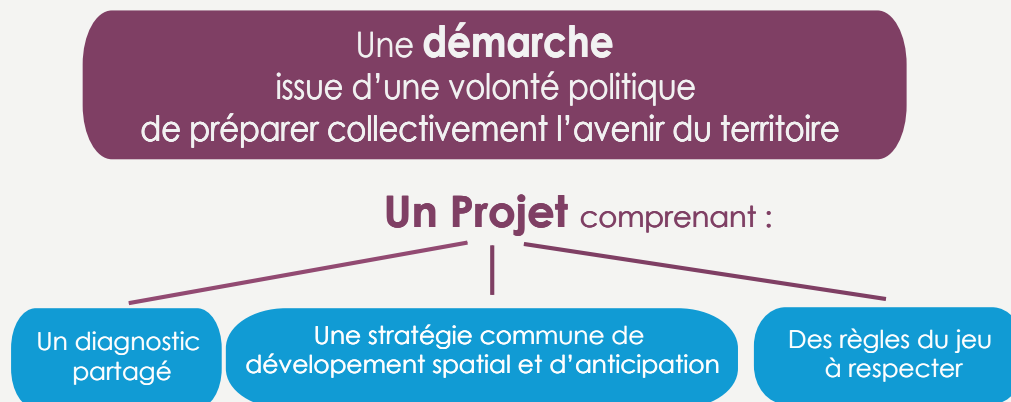 Une démarche
issue d'une volonté politique
de préparer collectivement l'avenir du territoire
Un Projet comprenant :
Un diagnostic
partagé
Une stratégie commune de
dévelopement spatial et d'anticipation
Des règles du jeu
à respecter